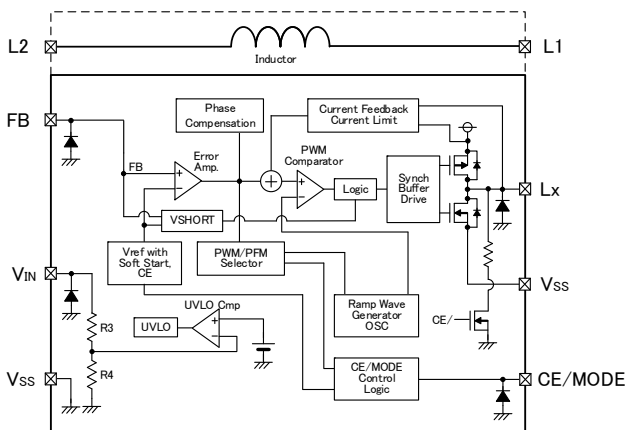 L2
L1
Inductor
FB
Phase
Compensation
Current Feedback
Current Limit
Error
Amp.
PWM
Comparator
FB
+
−
+
+
−
Logic
Synch
Buffer
Drive
Lx
VSHORT
Vref with
Soft Start,
CE
PWM/PFM
Selector
VIN
VSS
UVLO Cmp
R3
UVLO
+
−
Ramp Wave
Generator
OSC
CE/
R4
VSS
CE/MODE
Control
Logic
CE/MODE